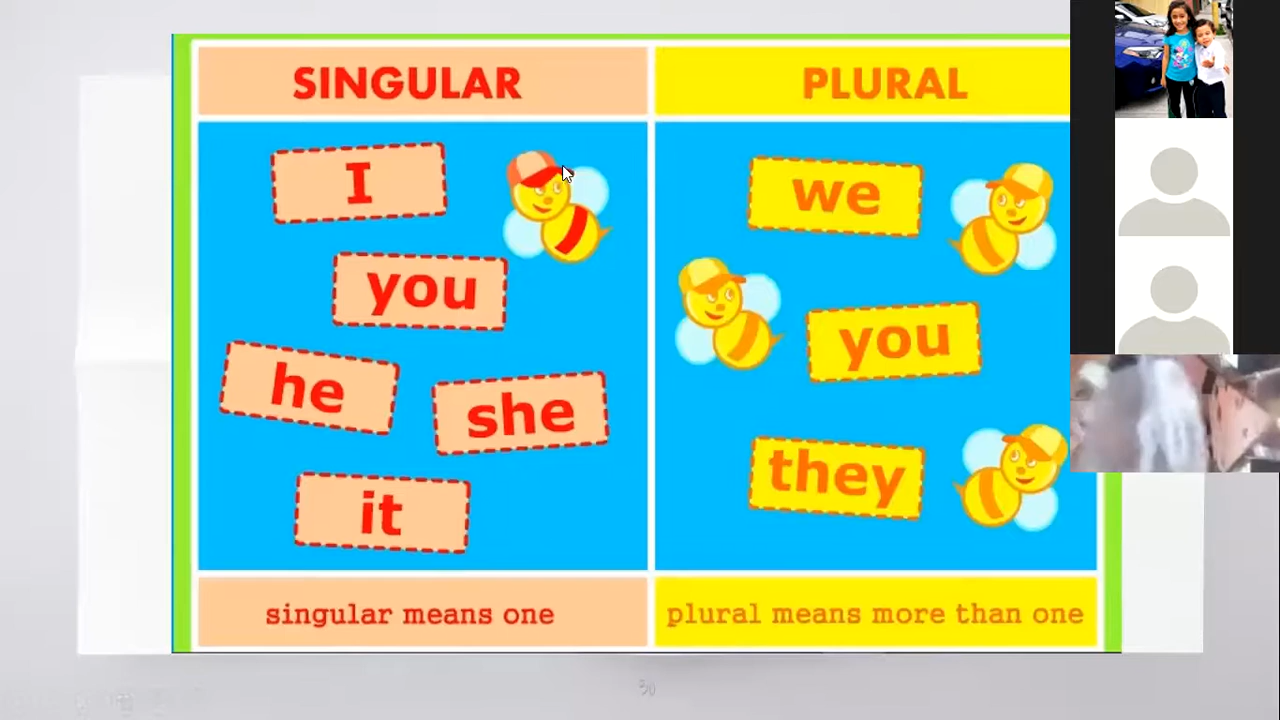 SINGULAR
PLURAL
I
you
he
she
it
we
you
they
singular means one
plural means more than one